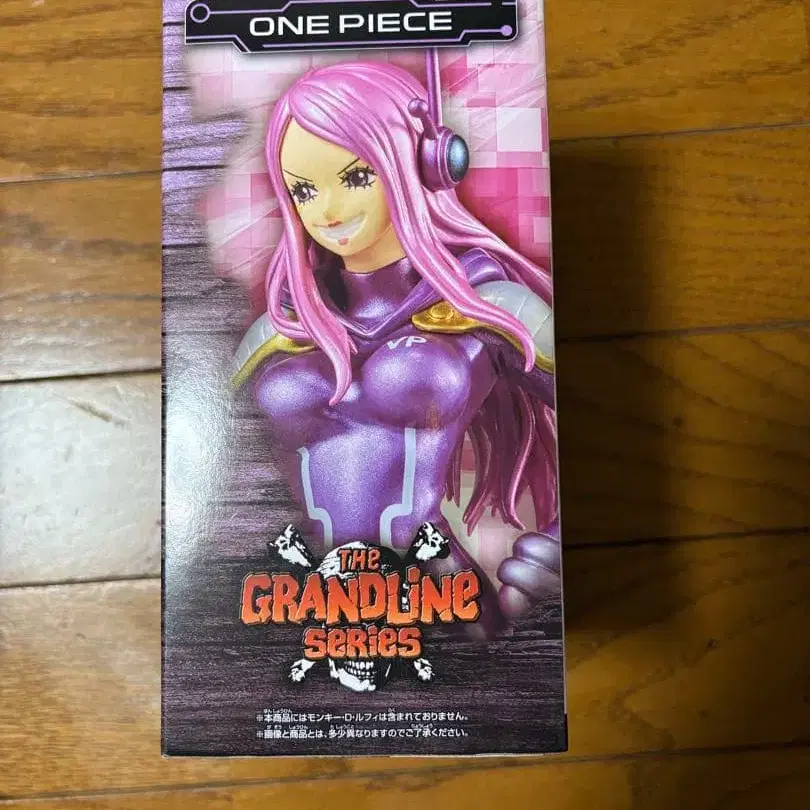 ONE PIECE
VP
THE
GRANDLINE
SERIES
※本商品にはモンキー・D・ルフィは含まれておりません。
※画像と商品とは、多少異なりますのでご了承ください。